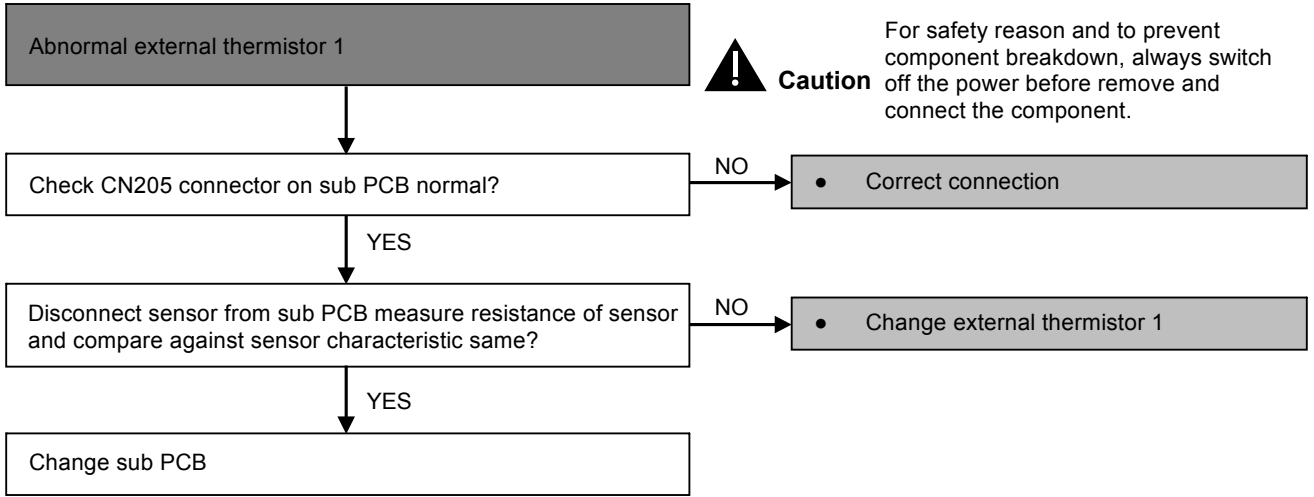 Abnormal external thermistor 1
Caution
For safety reason and to prevent
component breakdown, always switch
off the power before remove and
connect the component.
Check CN205 connector on sub PCB normal?
NO
● Correct connection
YES
Disconnect sensor from sub PCB measure resistance of sensor
and compare against sensor characteristic same?
NO
● Change external thermistor 1
YES
Change sub PCB